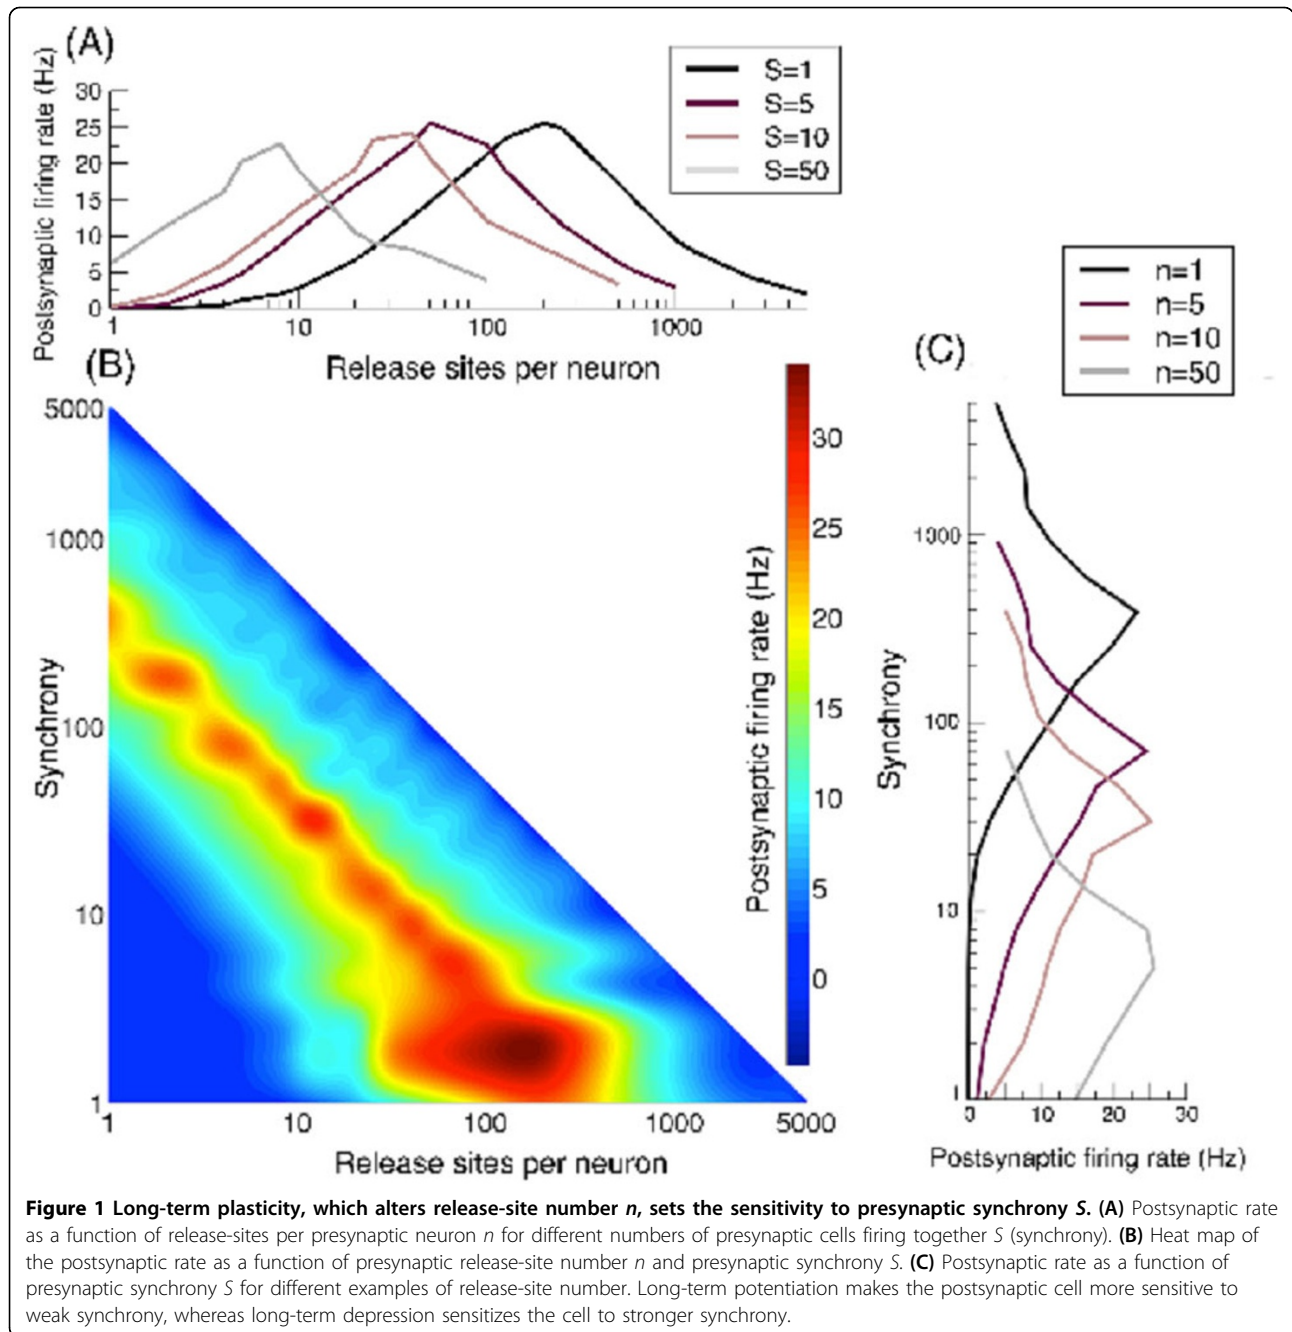 (A)
Postsynaptic firing rate (Hz)
30
25
20
15
10
5
0
1
10
100
1000
Release sites per neuron
S=1
S=5
S=10
S=50
(B)
Synchrony
5000
1000
100
10
1
1
10
100
1000
5000
Release sites per neuron
Postsynaptic firing rate (Hz)
30
25
20
15
10
5
0
(C)
n=1
n=5
n=10
n=50
Synchrony
1000
100
10
1
0
10
20
30
Postsynaptic firing rate (Hz)
Figure 1 Long-term plasticity, which alters release-site number n, sets the sensitivity to presynaptic synchrony S. (A) Postsynaptic rate
as a function of release-sites per presynaptic neuron n for different numbers of presynaptic cells firing together S (synchrony). (B) Heat map of
the postsynaptic rate as a function of presynaptic release-site number n and presynaptic synchrony S. (C) Postsynaptic rate as a function of
presynaptic synchrony S for different examples of release-site number. Long-term potentiation makes the postsynaptic cell more sensitive to
weak synchrony, whereas long-term depression sensitizes the cell to stronger synchrony.